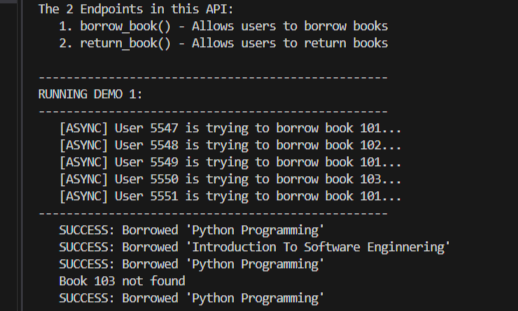 The 2 Endpoints in this API:
1. borrow_book() - Allows users to borrow books
2. return_book() - Allows users to return books
--------------------------------------------------
RUNNING DEMO 1:
--------------------------------------------------
[ASYNC] User 5547 is trying to borrow book 101...
[ASYNC] User 5548 is trying to borrow book 102...
[ASYNC] User 5549 is trying to borrow book 101...
[ASYNC] User 5550 is trying to borrow book 103...
[ASYNC] User 5551 is trying to borrow book 101...
--------------------------------------------------
SUCCESS: Borrowed 'Python Programming'
SUCCESS: Borrowed 'Introduction To Software Enginnering'
SUCCESS: Borrowed 'Python Programming'
Book 103 not found
SUCCESS: Borrowed 'Python Programming'